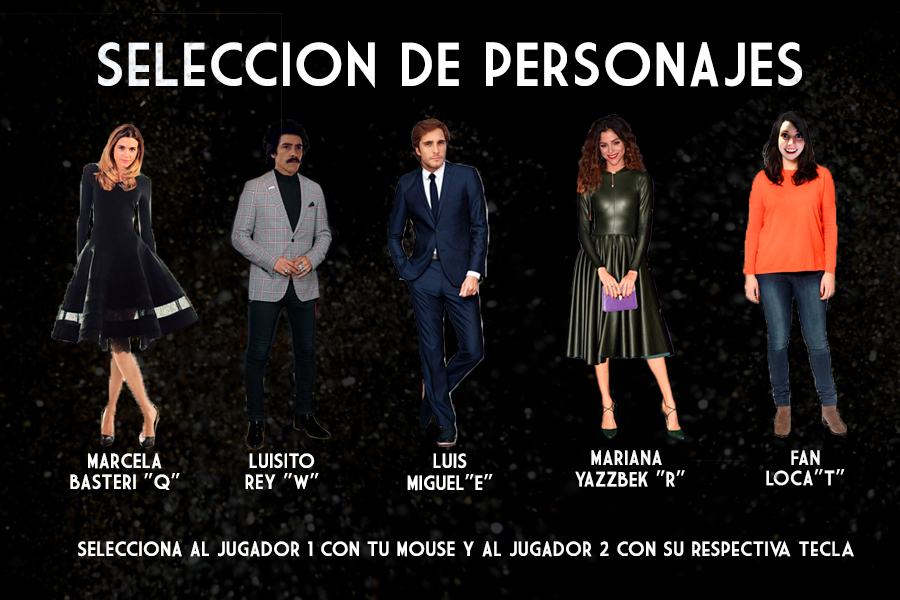 SELECCION DE PERSONAJES
MARCELA
BASTERI "Q"
LUISITO
REY "W"
LUIS
MIGUEL"E"
MARIANA
YAZZBEK "R"
FAN
LOCA"T"
SELECCIONA AL JUGADOR 1 CON TU MOUSE Y AL JUGADOR 2 CON SU RESPECTIVA TECLA